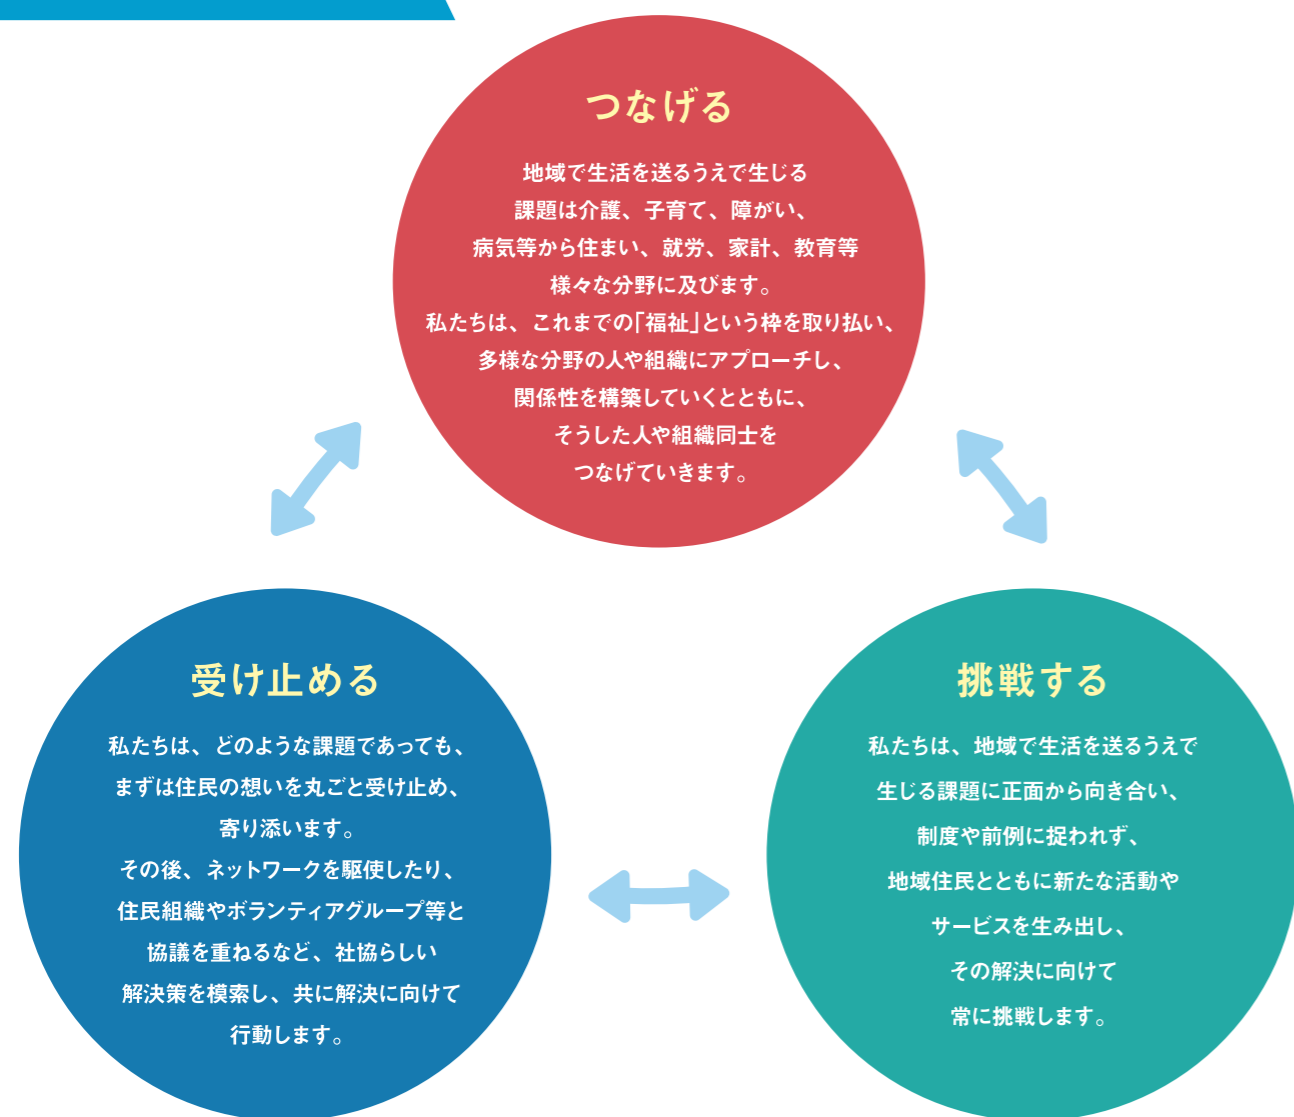 つなげる
地域で生活を送るうえで生じる
課題は介護、子育て、障がい、
病気等から住まい、就労、家計、教育等
様々な分野に及びます。
私たちは、これまでの「福祉」という枠を取り払い、
多様な分野の人や組織にアプローチし、
関係性を構築していくとともに、
そうした人や組織同士を
つなげていきます。
受け止める
私たちは、どのような課題であっても、
まずは住民の想いを丸ごと受け止め、
寄り添います。
その後、ネットワークを駆使したり、
住民組織やボランティアグループ等と
協議を重ねるなど、社協らしい
解決策を模索し、共に解決に向けて
行動します。
挑戦する
私たちは、地域で生活を送るうえで
生じる課題に正面から向き合い、
制度や前例に捉われず、
地域住民とともに新たな活動や
サービスを生み出し、
その解決に向けて
常に挑戦します。